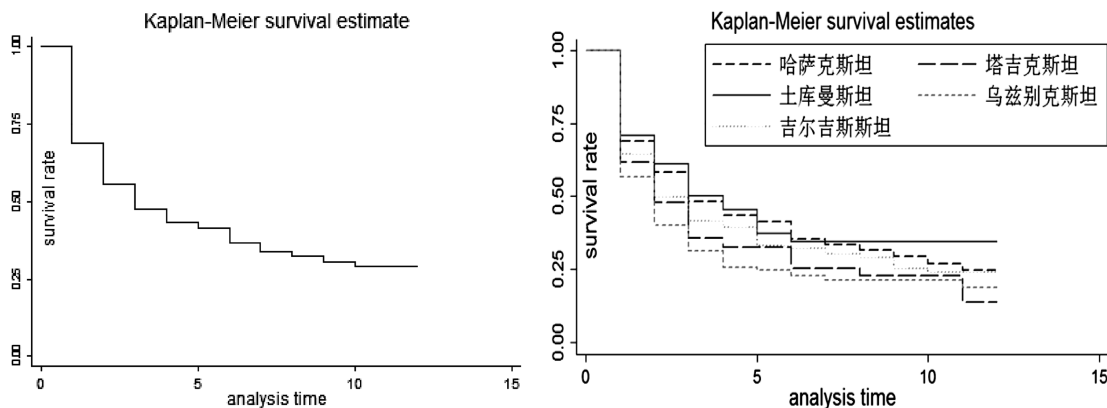 Kaplan-Meier survival estimate
1.00
0.75
0.50
0.25
0.00
survival rate
0
5
10
15
analysis time
Kaplan-Meier survival estimates
1.00
0.75
0.50
0.25
0.00
survival rate
哈萨克斯坦
塔吉克斯坦
土库曼斯坦
乌兹别克斯坦
吉尔吉斯斯坦
0
5
10
15
analysis time